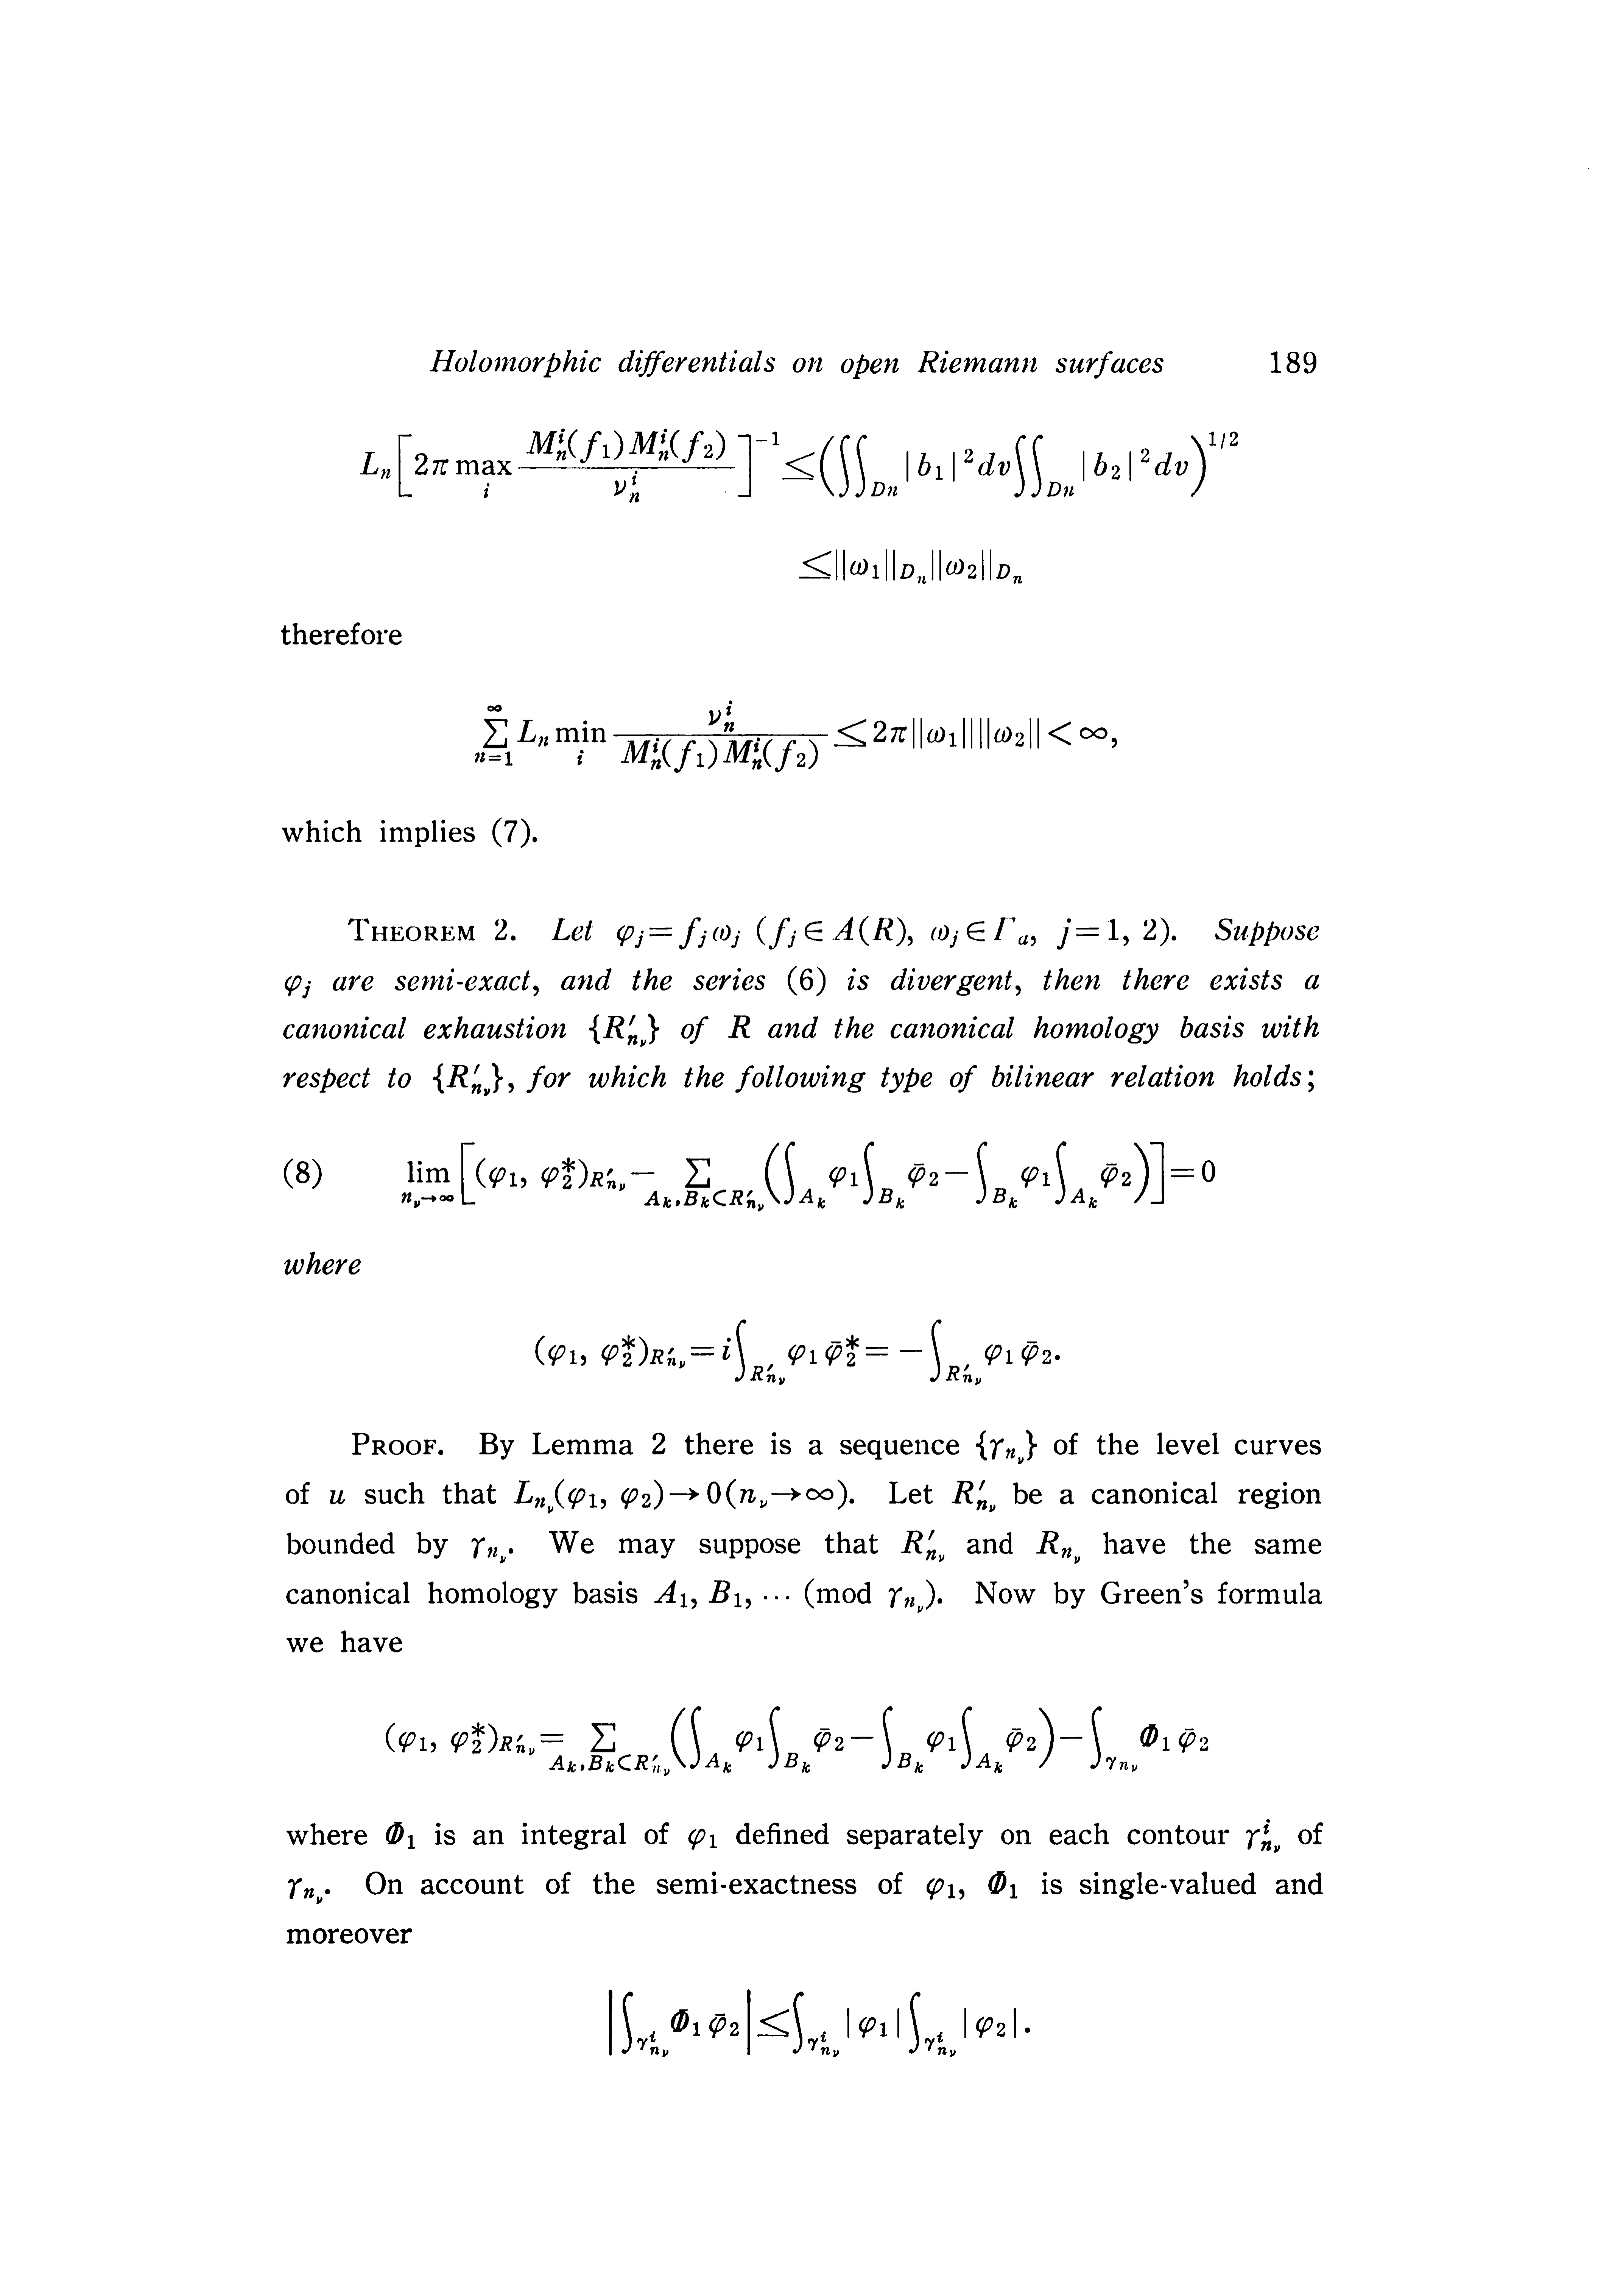 Holomorphic differentials on open Riemann surfaces 189
$L_n\left[2\pi \max_i \frac{M_n^i(f_1)M_n^i(f_2)}{\nu_n^i}\right]^{-1} \leq \left(\iint_{D_n} |b_1|^2 dv \iint_{D_n} |b_2|^2 dv\right)^{1/2}$
$\leq ||\omega_1||_{D_n} ||\omega_2||_{D_n}$
therefore
$\sum_{n=1}^{\infty} L_n \min_i \frac{\nu_n^i}{M_n^i(f_1)M_n^i(f_2)} \leq 2\pi ||\omega_1|| ||\omega_2|| < \infty,$
which implies (7).
THEOREM 2. Let $\varphi_j = f_j\omega_j$ ($f_j \in A(R)$, $\omega_j \in \Gamma_a$, $j=1, 2$). Suppose
$\varphi_j$ are semi-exact, and the series (6) is divergent, then there exists a
canonical exhaustion $\{R'_{n_\nu}\}$ of $R$ and the canonical homology basis with
respect to $\{R'_{n_\nu}\}$, for which the following type of bilinear relation holds;
(8) $\lim_{n_\nu \to \infty} \left[(\varphi_1, \varphi_2^*)_{R'_{n_\nu}} - \sum_{A_k, B_k \subset R'_{n_\nu}} \left(\int_{A_k} \varphi_1 \int_{B_k} \bar{\varphi}_2 - \int_{B_k} \varphi_1 \int_{A_k} \bar{\varphi}_2\right)\right] = 0$
where
$(\varphi_1, \varphi_2^*)_{R'_{n_\nu}} = i\int_{R'_{n_\nu}} \varphi_1 \bar{\varphi}_2^* = -\int_{R'_{n_\nu}} \varphi_1 \bar{\varphi}_2.$
PROOF. By Lemma 2 there is a sequence $\{\gamma_{n_\nu}\}$ of the level curves
of $u$ such that $L_{n_\nu}(\varphi_1, \varphi_2) \to 0 (n_\nu \to \infty)$. Let $R'_{n_\nu}$ be a canonical region
bounded by $\gamma_{n_\nu}$. We may suppose that $R'_{n_\nu}$ and $R_{n_\nu}$ have the same
canonical homology basis $A_1, B_1, \cdots$ (mod $\gamma_{n_\nu}$). Now by Green's formula
we have
$(\varphi_1, \varphi_2^*)_{R'_{n_\nu}} = \sum_{A_k, B_k \subset R'_{n_\nu}} \left(\int_{A_k} \varphi_1 \int_{B_k} \bar{\varphi}_2 - \int_{B_k} \varphi_1 \int_{A_k} \bar{\varphi}_2\right) - \int_{\gamma_{n_\nu}} \Phi_1 \bar{\varphi}_2$
where $\Phi_1$ is an integral of $\varphi_1$ defined separately on each contour $\gamma_{n_\nu}^i$ of
$\gamma_{n_\nu}$. On account of the semi-exactness of $\varphi_1$, $\Phi_1$ is single-valued and
moreover
$\left|\int_{\gamma_{n_\nu}^i} \Phi_1 \bar{\varphi}_2\right| \leq \int_{\gamma_{n_\nu}^i} |\varphi_1| \int_{\gamma_{n_\nu}^i} |\varphi_2|.$